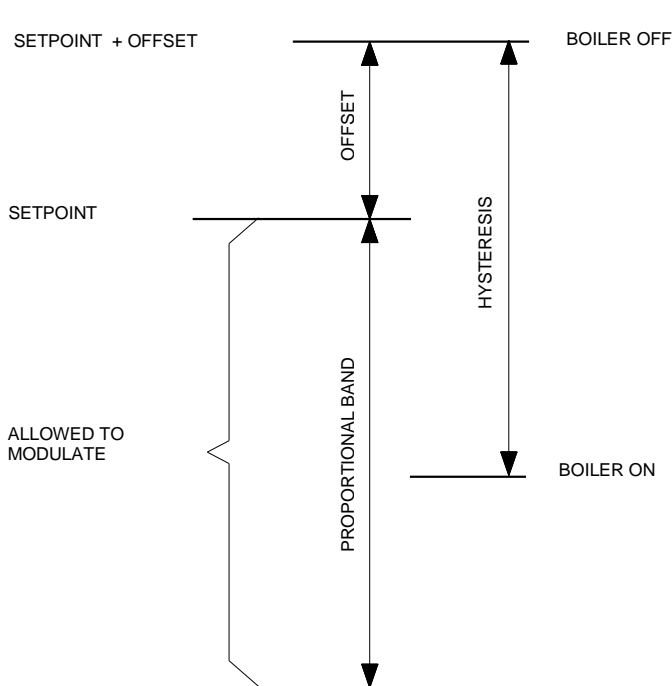 SETPOINT + OFFSET
BOILER OFF
OFFSET
SETPOINT
HYSTERESIS
PROPORTIONAL BAND
ALLOWED TO
MODULATE
BOILER ON